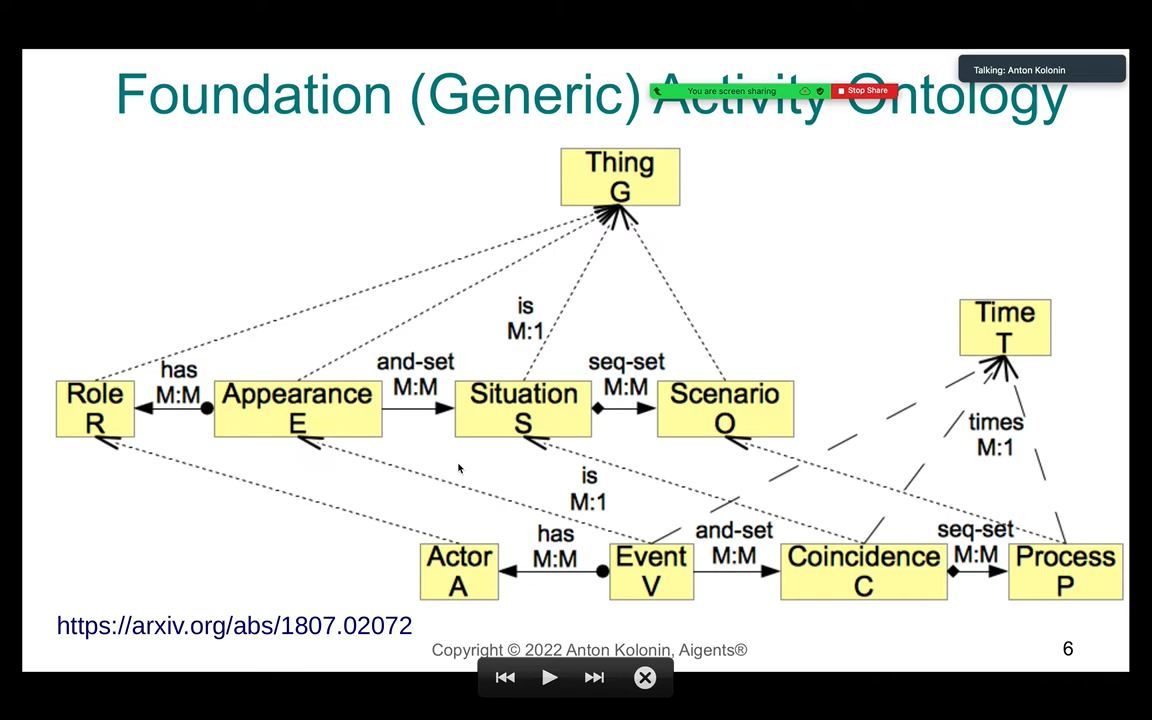 Foundation (Generic) Activity Ontology
Talking: Anton Kolonin
You are screen sharing
Stop Share
Thing
G
is
M:1
Time
T
has
M:M
and-set
M:M
seq-set
M:M
times
M:1
Role
R
Appearance
E
Situation
S
Scenario
O
is
M:1
has
M:M
and-set
M:M
seq-set
M:M
Actor
A
Event
V
Coincidence
C
Process
P
https://arxiv.org/abs/1807.02072
Copyright © 2022 Anton Kolonin, Aigents®
6